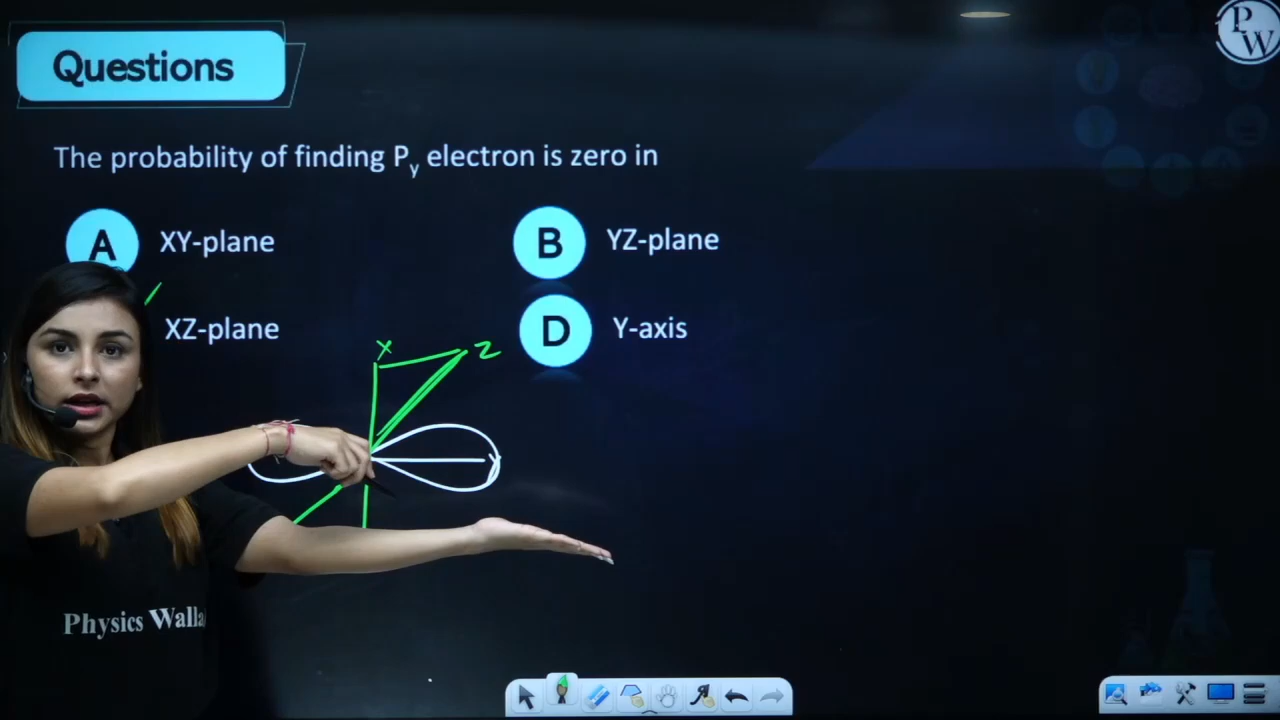 Questions
P
W
The probability of finding Py electron is zero in
A XY-plane
B YZ-plane
XZ-plane
D Y-axis
X
Z
Y
Physics Walla